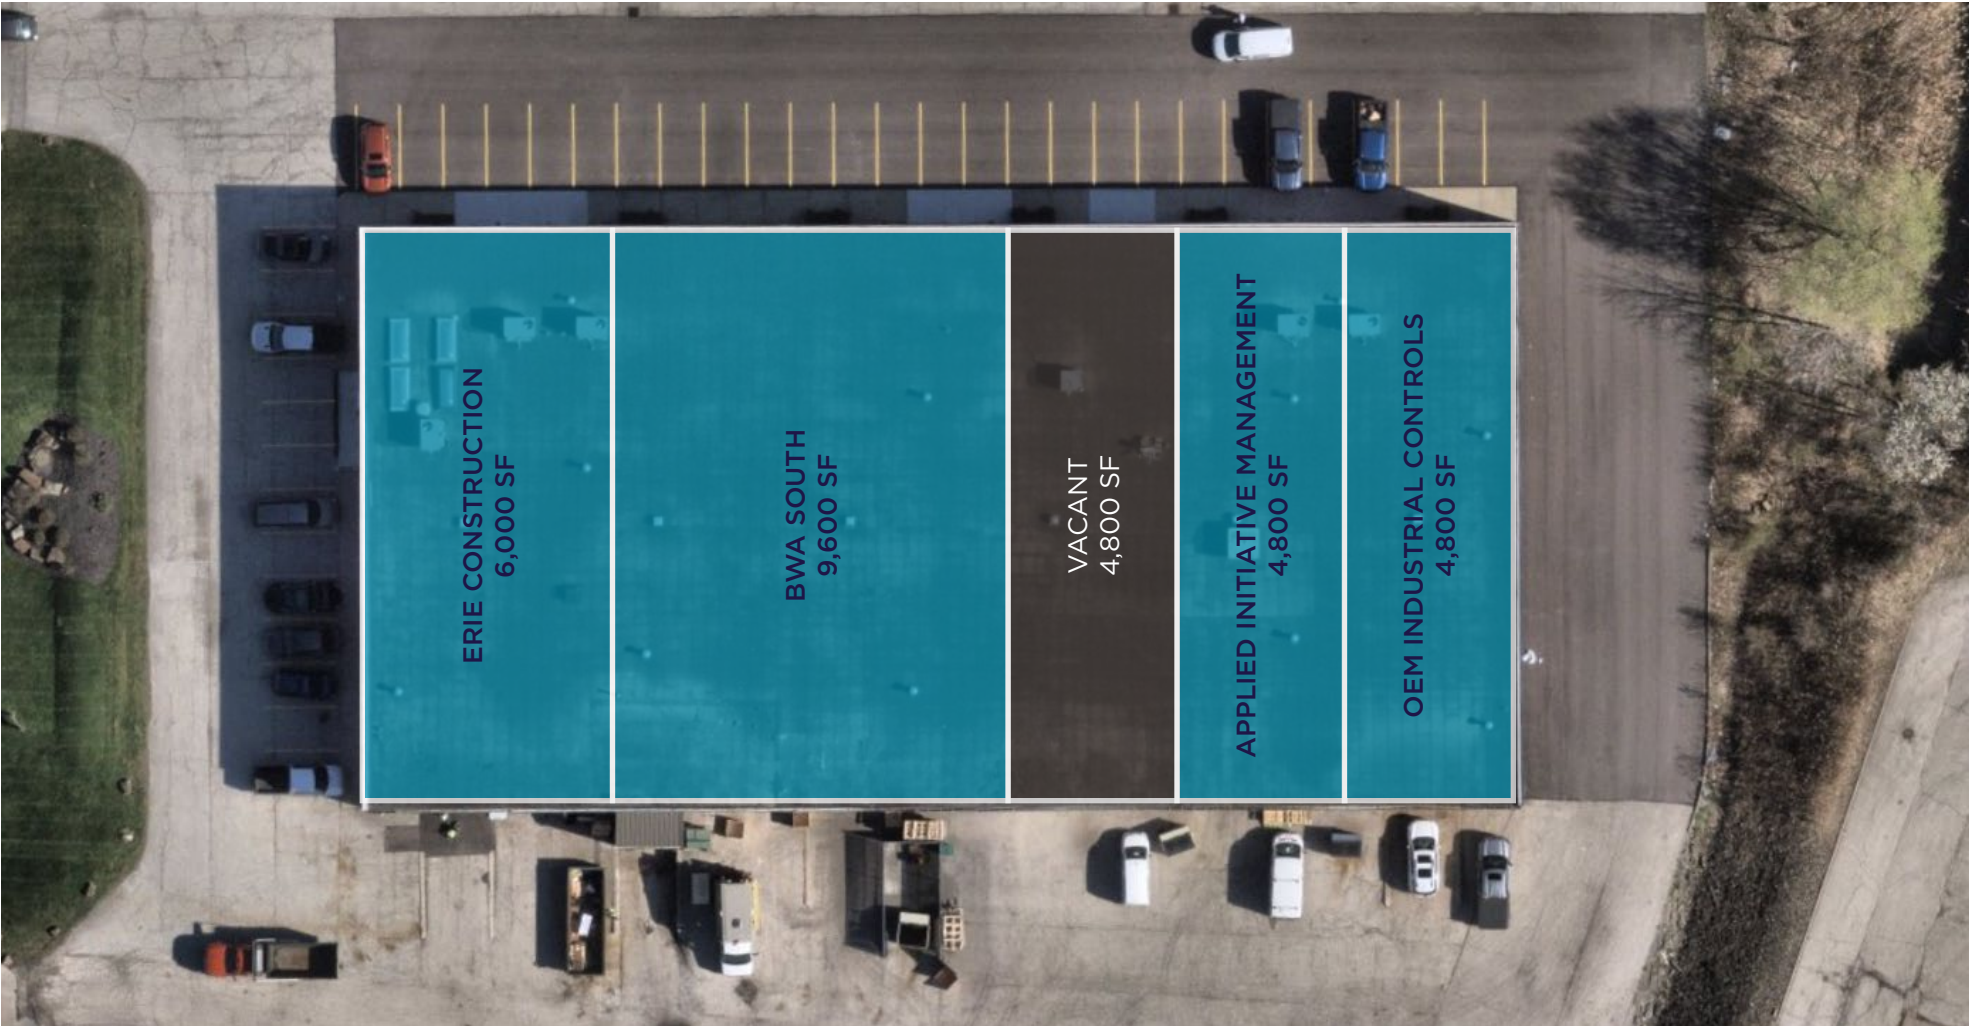 ERIE CONSTRUCTION
6,000 SF
BWA SOUTH
9,600 SF
VACANT
4,800 SF
APPLIED INITIATIVE MANAGEMENT
4,800 SF
OEM INDUSTRIAL CONTROLS
4,800 SF